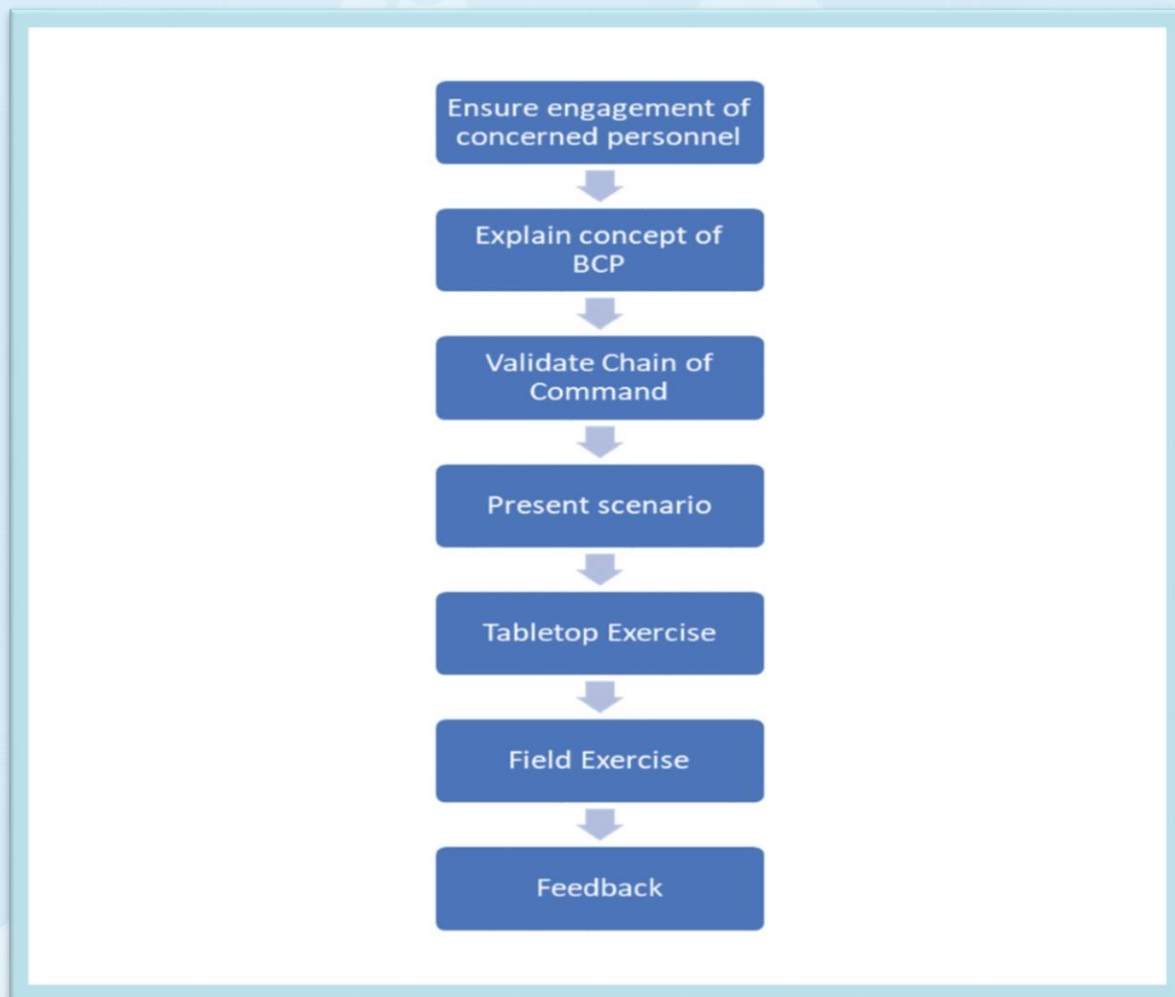 Ensure engagement of
concerned personnel
Explain concept of
BCP
Validate Chain of
Command
Present scenario
Tabletop Exercise
Field Exercise
Feedback